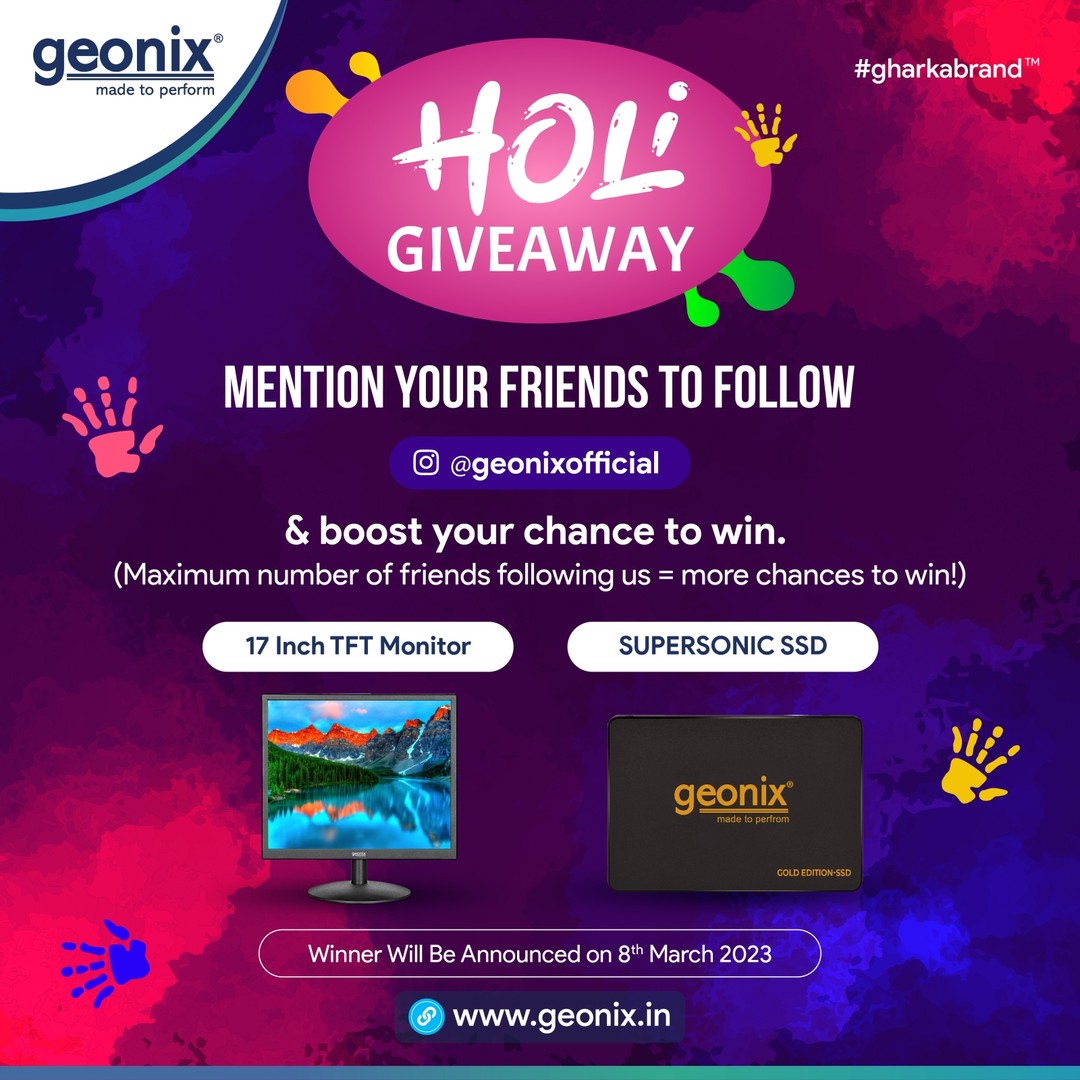 geonix®
made to perform
#gharkabrand™
HOLi
GIVEAWAY
MENTION YOUR FRIENDS TO FOLLOW
@geonixofficial
& boost your chance to win.
(Maximum number of friends following us = more chances to win!)
17 Inch TFT Monitor
SUPERSONIC SSD
geonix®
made to perfrom
GOLD EDITION-SSD
Winner Will Be Announced on 8th March 2023
www.geonix.in